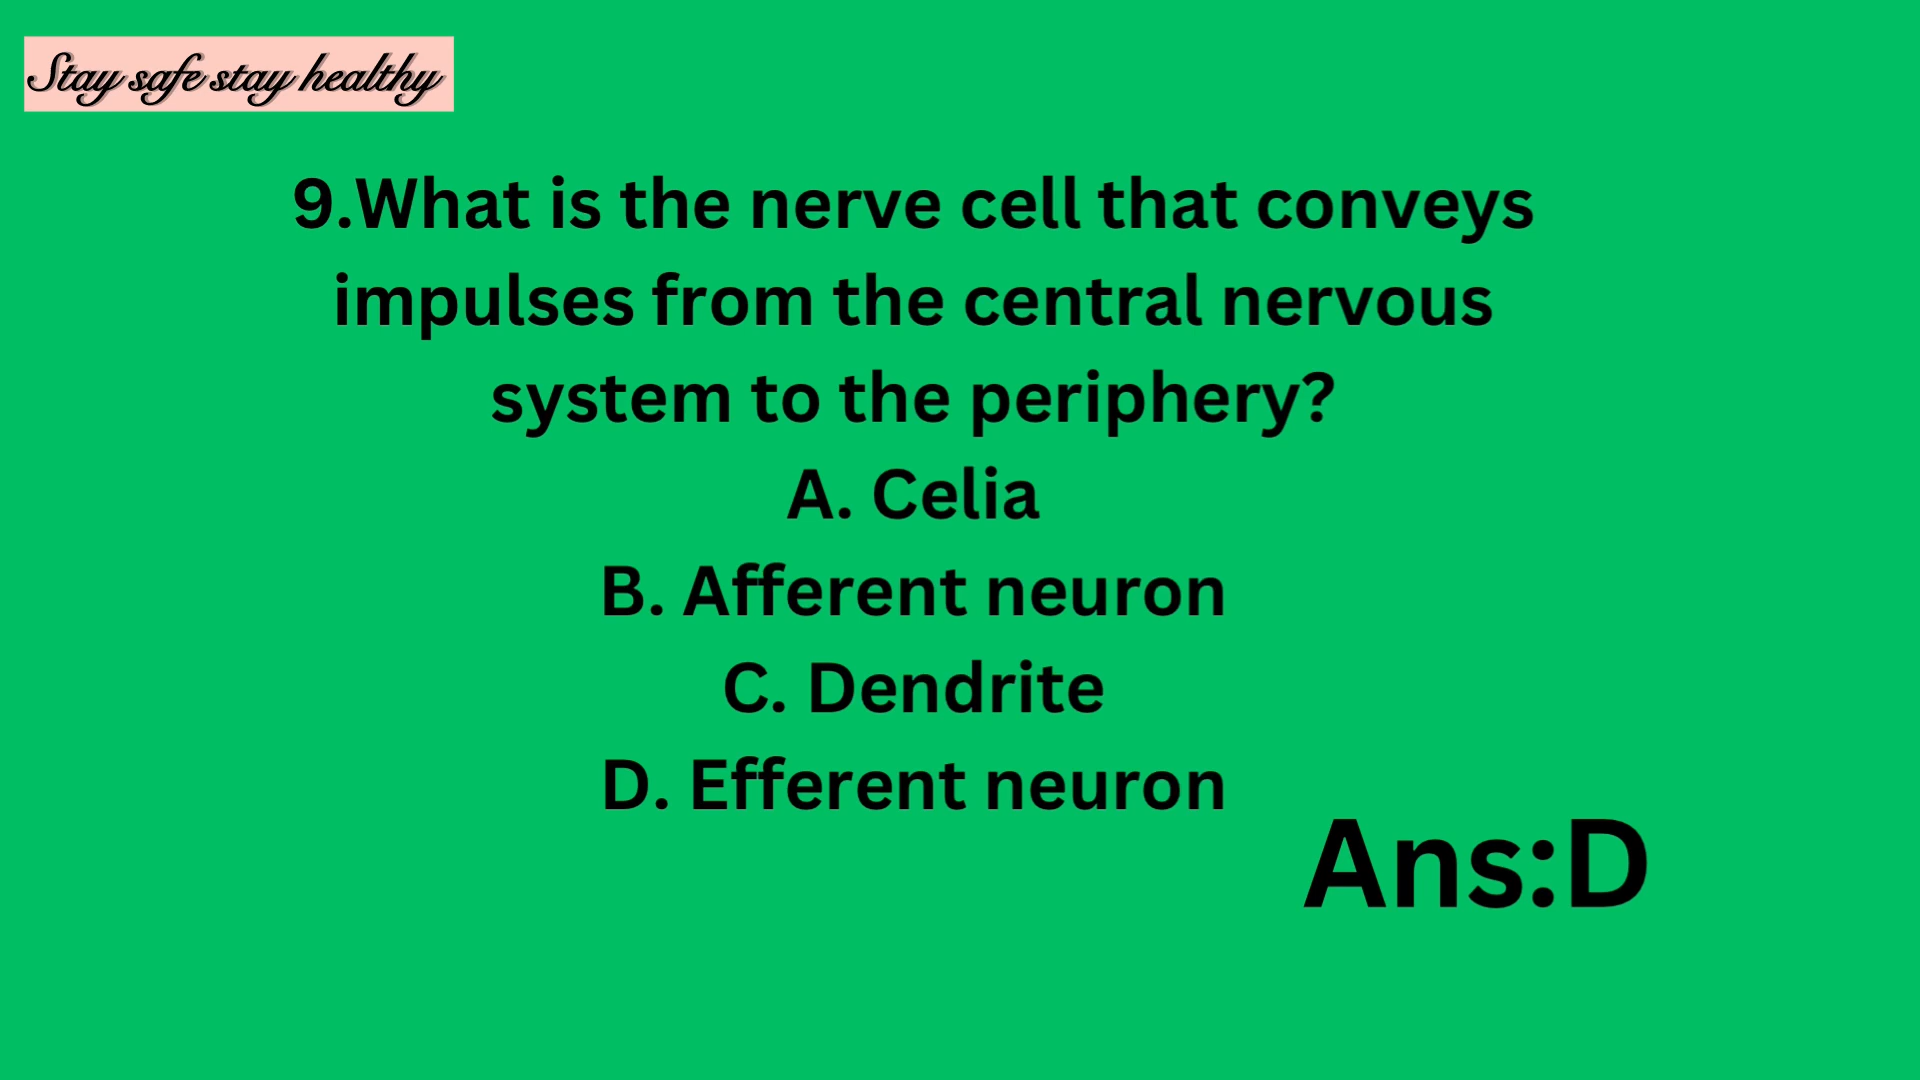 Stay safe stay healthy
9.What is the nerve cell that conveys
impulses from the central nervous
system to the periphery?
A. Celia
B. Afferent neuron
C. Dendrite
D. Efferent neuron
Ans:D